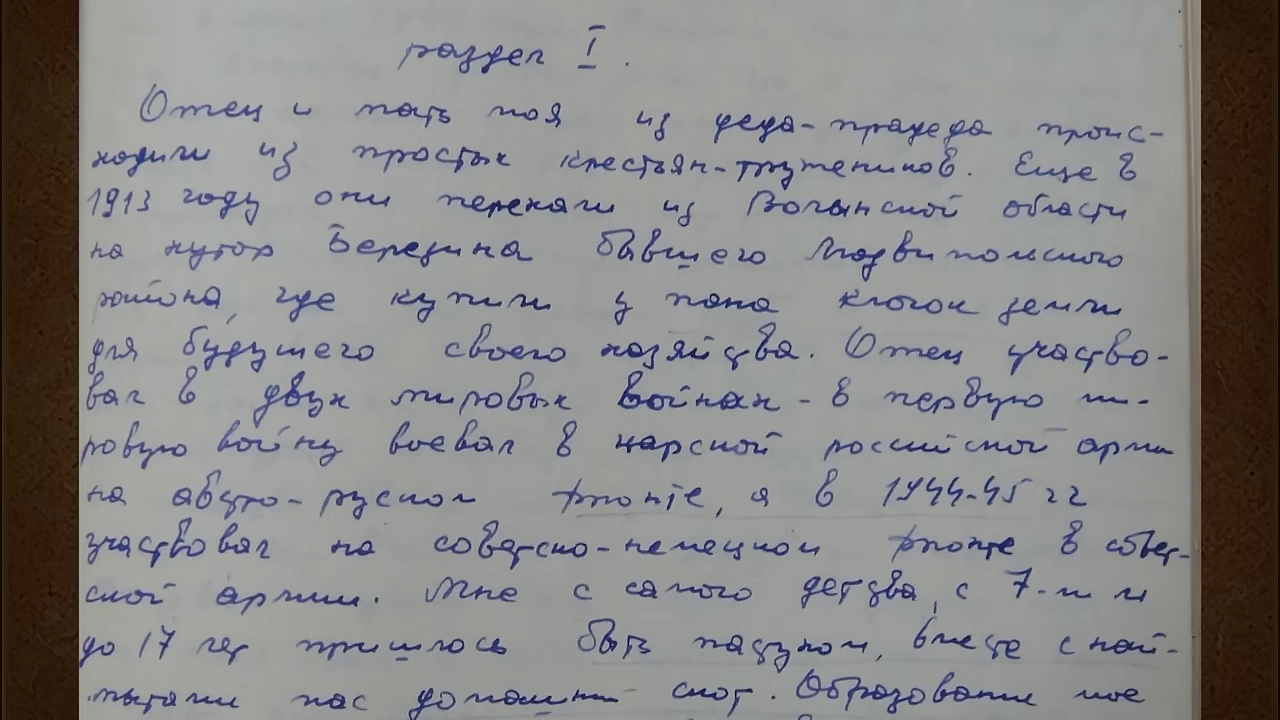 раздел I.
Отец и мать моя из деда-прадеда проис-
ходили из простых крестьян-тружеников. Еще в
1913 году они переехали из Волынской области
на хутор Березина бывшего Людвипольского
района, где купили у пана клочок земли
для будущего своего хозяйства. Отец участво-
вал в двух мировых войнах - в первую ми-
ровую войну воевал в царской российской армии
на австро-руском фронте, а в 1944-45 гг
участвовал на советско-немецком фронте в совет-
ской армии. Мне с самого детства, с 7-ми
до 17 лет пришлось быть пастухом, вместе с най-
мытами пас домашний скот. Образование мое